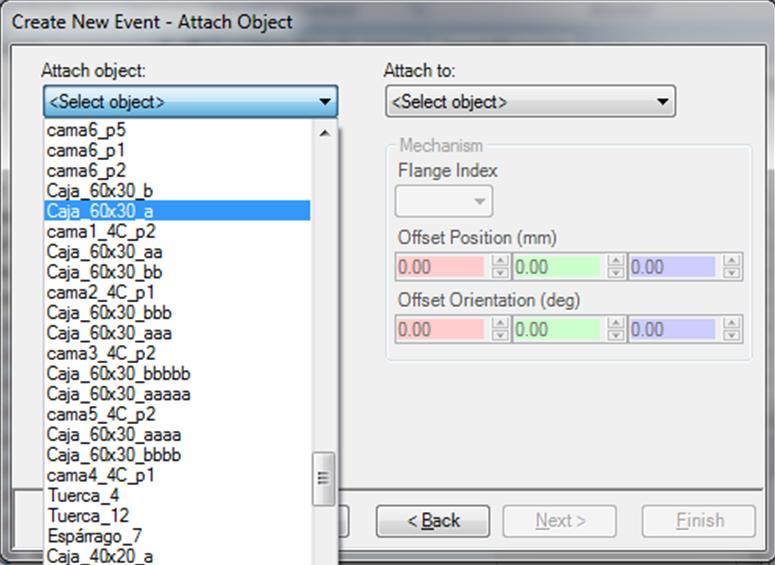 Create New Event - Attach Object
Attach object:
<Select object>
cama6_p5
cama6_p1
cama6_p2
Caja_60x30_b
Caja_60x30_a
cama1_4C_p2
Caja_60x30_aa
Caja_60x30_bb
cama2_4C_p1
Caja_60x30_bbb
Caja_60x30_aaa
cama3_4C_p2
Caja_60x30_bbbbb
Caja_60x30_aaaaa
cama5_4C_p2
Caja_60x30_aaaa
Caja_60x30_bbbb
cama4_4C_p1
Tuerca_4
Tuerca_12
Espárrago_7
Caja_40x20_a
Attach to:
<Select object>
Mechanism
Flange Index
Offset Position (mm)
0.00 0.00 0.00
Offset Orientation (deg)
0.00 0.00 0.00
< Back Next > Finish